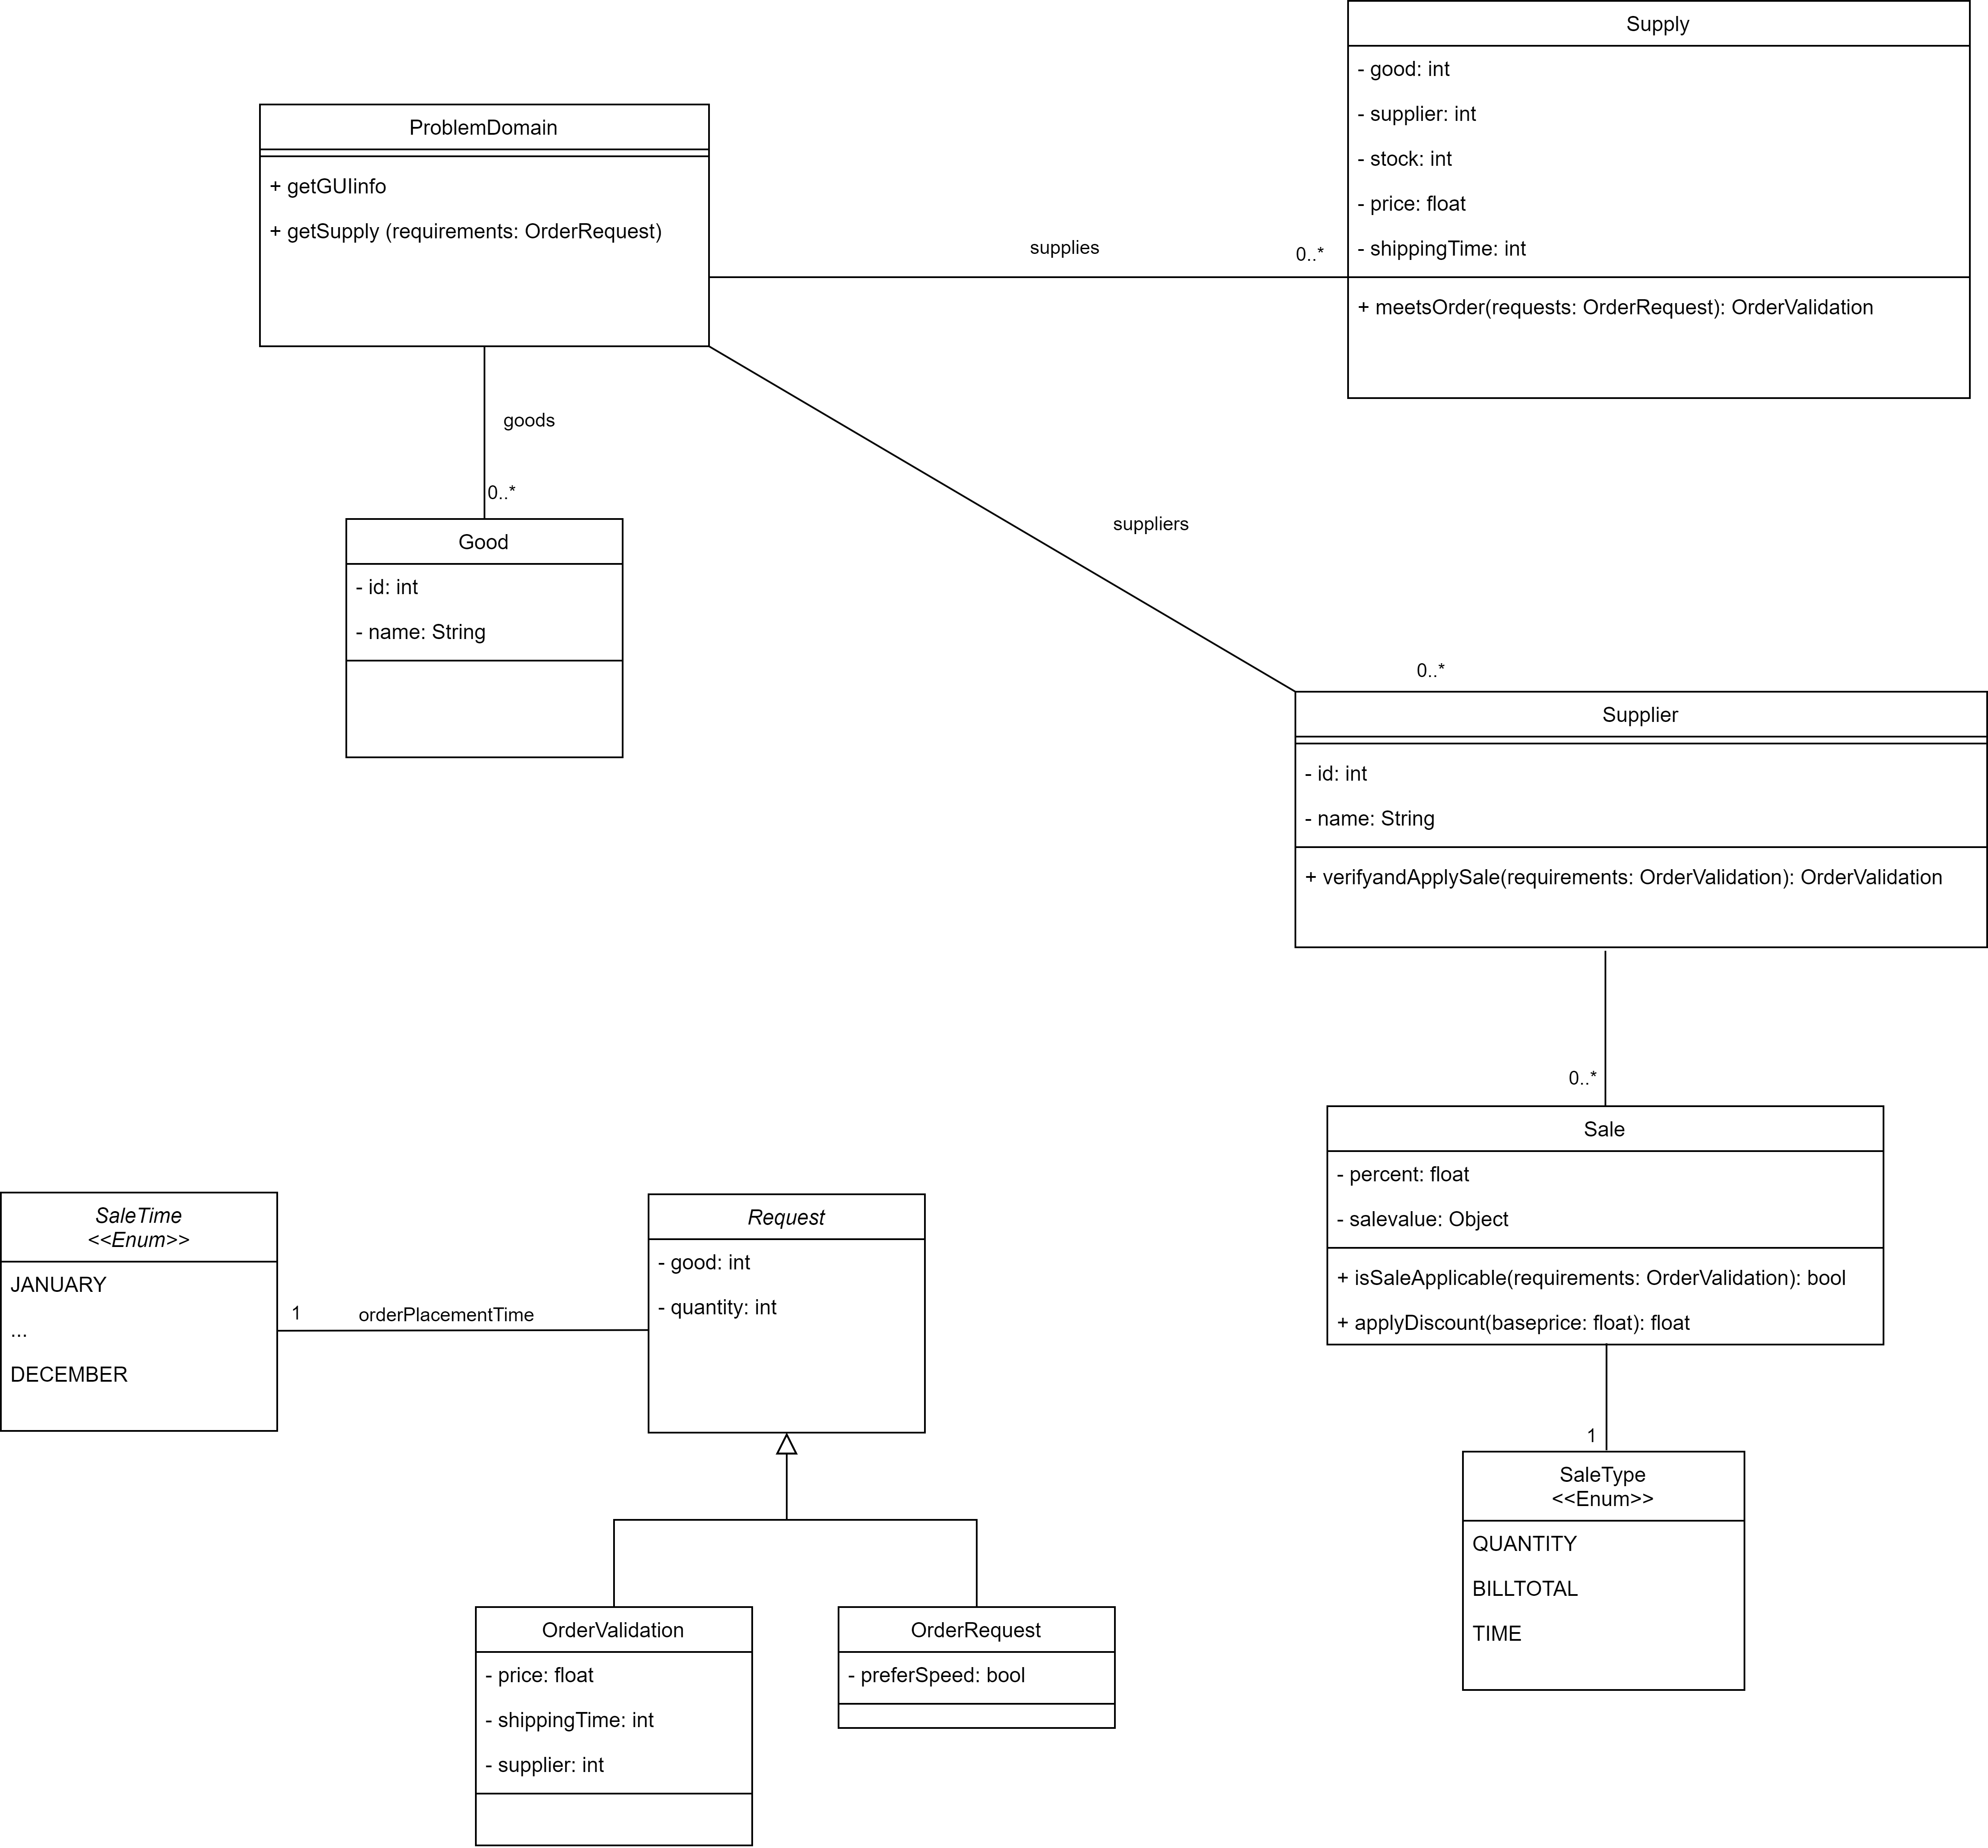 Supply
- good: int
- supplier: int
- stock: int
- price: float
- shippingTime: int
+ meetsOrder(requests: OrderRequest): OrderValidation
ProblemDomain
+ getGUIinfo
+ getSupply (requirements: OrderRequest)
supplies
0..*
goods
0..*
suppliers
0..*
Good
- id: int
- name: String
Supplier
- id: int
- name: String
+ verifyandApplySale(requirements: OrderValidation): OrderValidation
0..*
Sale
- percent: float
- salevalue: Object
+ isSaleApplicable(requirements: OrderValidation): bool
+ applyDiscount(baseprice: float): float
1
SaleType
<<Enum>>
QUANTITY
BILLTOTAL
TIME
SaleTime
<<Enum>>
JANUARY
...
DECEMBER
1
orderPlacementTime
Request
- good: int
- quantity: int
OrderValidation
- price: float
- shippingTime: int
- supplier: int
OrderRequest
- preferSpeed: bool